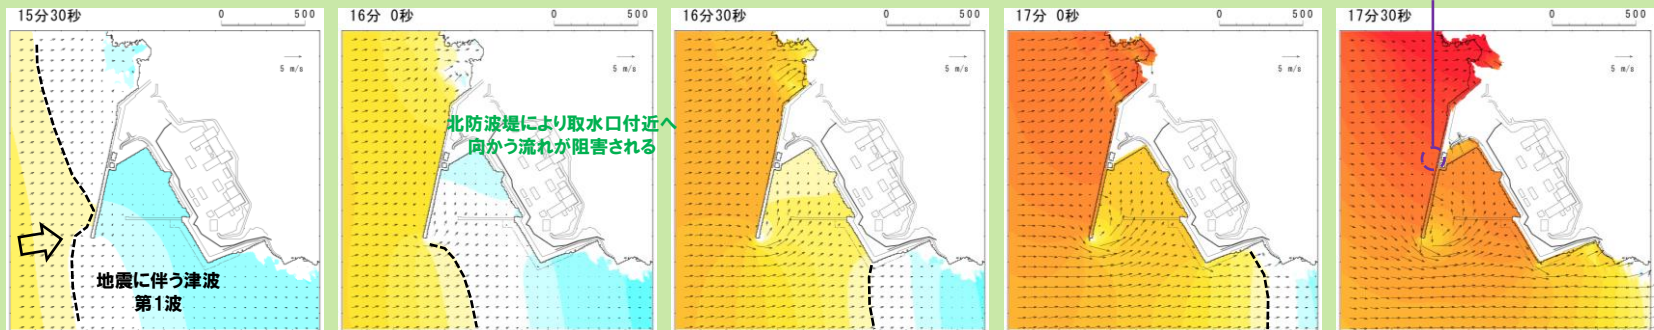 15分30秒
0 500
5 m/s
地震に伴う津波
第1波
16分 0秒
0 500
5 m/s
北防波堤により取水口付近へ
向かう流れが阻害される
16分30秒
0 500
5 m/s
17分 0秒
0 500
5 m/s
17分30秒
0 500
5 m/s